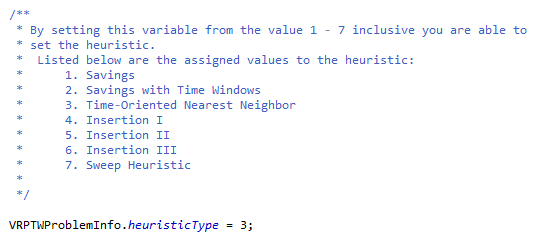 /**
 * By setting this variable from the value 1 - 7 inclusive you are able to
 * set the heuristic.
 *  Listed below are the assigned values to the heuristic:
 *      1. Savings
 *      2. Savings with Time Windows
 *      3. Time-Oriented Nearest Neighbor
 *      4. Insertion I
 *      5. Insertion II
 *      6. Insertion III
 *      7. Sweep Heuristic
 *
 */
VRPTWProblemInfo.heuristicType = 3;